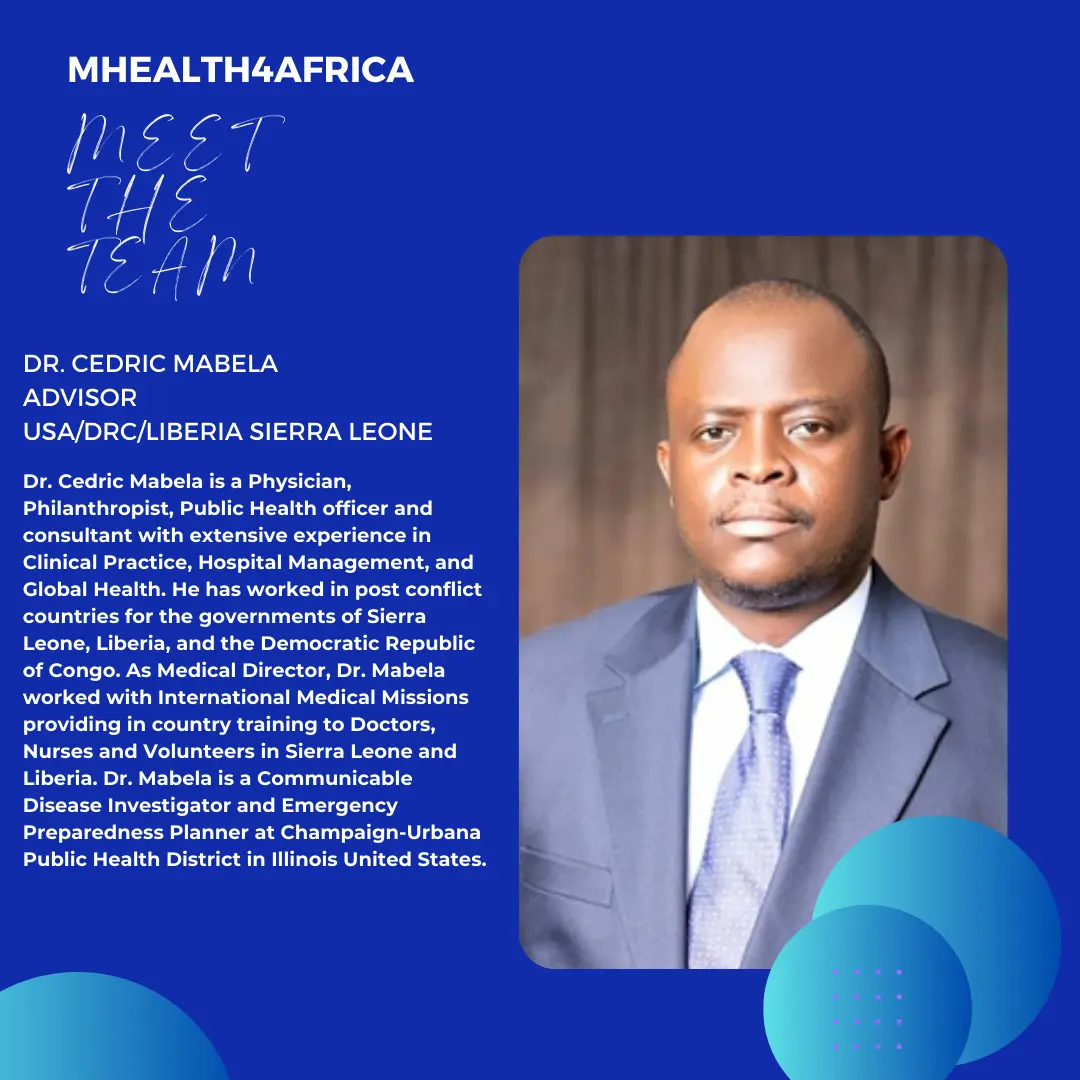 MHEALTH4AFRICA
MEET
THE
TEAM
DR. CEDRIC MABELA
ADVISOR
USA/DRC/LIBERIA SIERRA LEONE
Dr. Cedric Mabela is a Physician,
Philanthropist, Public Health officer and
consultant with extensive experience in
Clinical Practice, Hospital Management, and
Global Health. He has worked in post conflict
countries for the governments of Sierra
Leone, Liberia, and the Democratic Republic
of Congo. As Medical Director, Dr. Mabela
worked with International Medical Missions
providing in country training to Doctors,
Nurses and Volunteers in Sierra Leone and
Liberia. Dr. Mabela is a Communicable
Disease Investigator and Emergency
Preparedness Planner at Champaign-Urbana
Public Health District in Illinois United States.